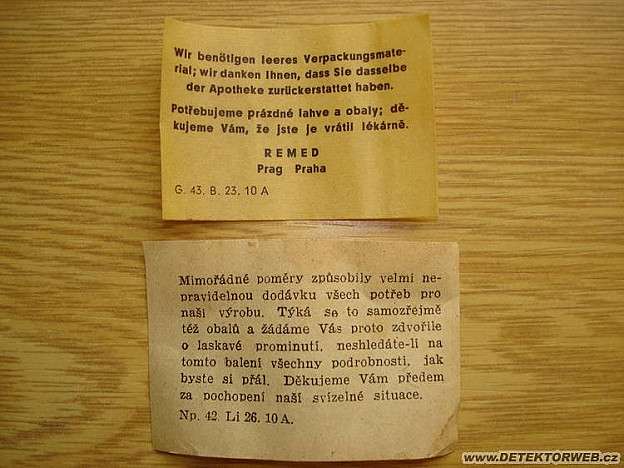 Wir benötigen leeres Verpackungsmate-
rial; wir danken Ihnen, dass Sie dasselbe
der Apotheke zurückerstattet haben.
Potřebujeme prázdné lahve a obaly; dě-
kujeme Vám, že jste je vrátil lékárně.
REMED
Prag Praha
G. 43. B. 23. 10 A
Mimořádné poměry způsobily velmi ne-
pravidelnou dodávku všech potřeb pro
naši výrobu. Týká se to samozřejmě
též obalů a žádáme Vás proto zdvořile
o laskavé prominutí, neshledáte-li na
tomto balení všechny podrobnosti, jak
byste si přál. Děkujeme Vám předem
za pochopení naší svízelné situace.
Np. 42. Li 26. 10 A.
www.DETEKTORWEB.cz